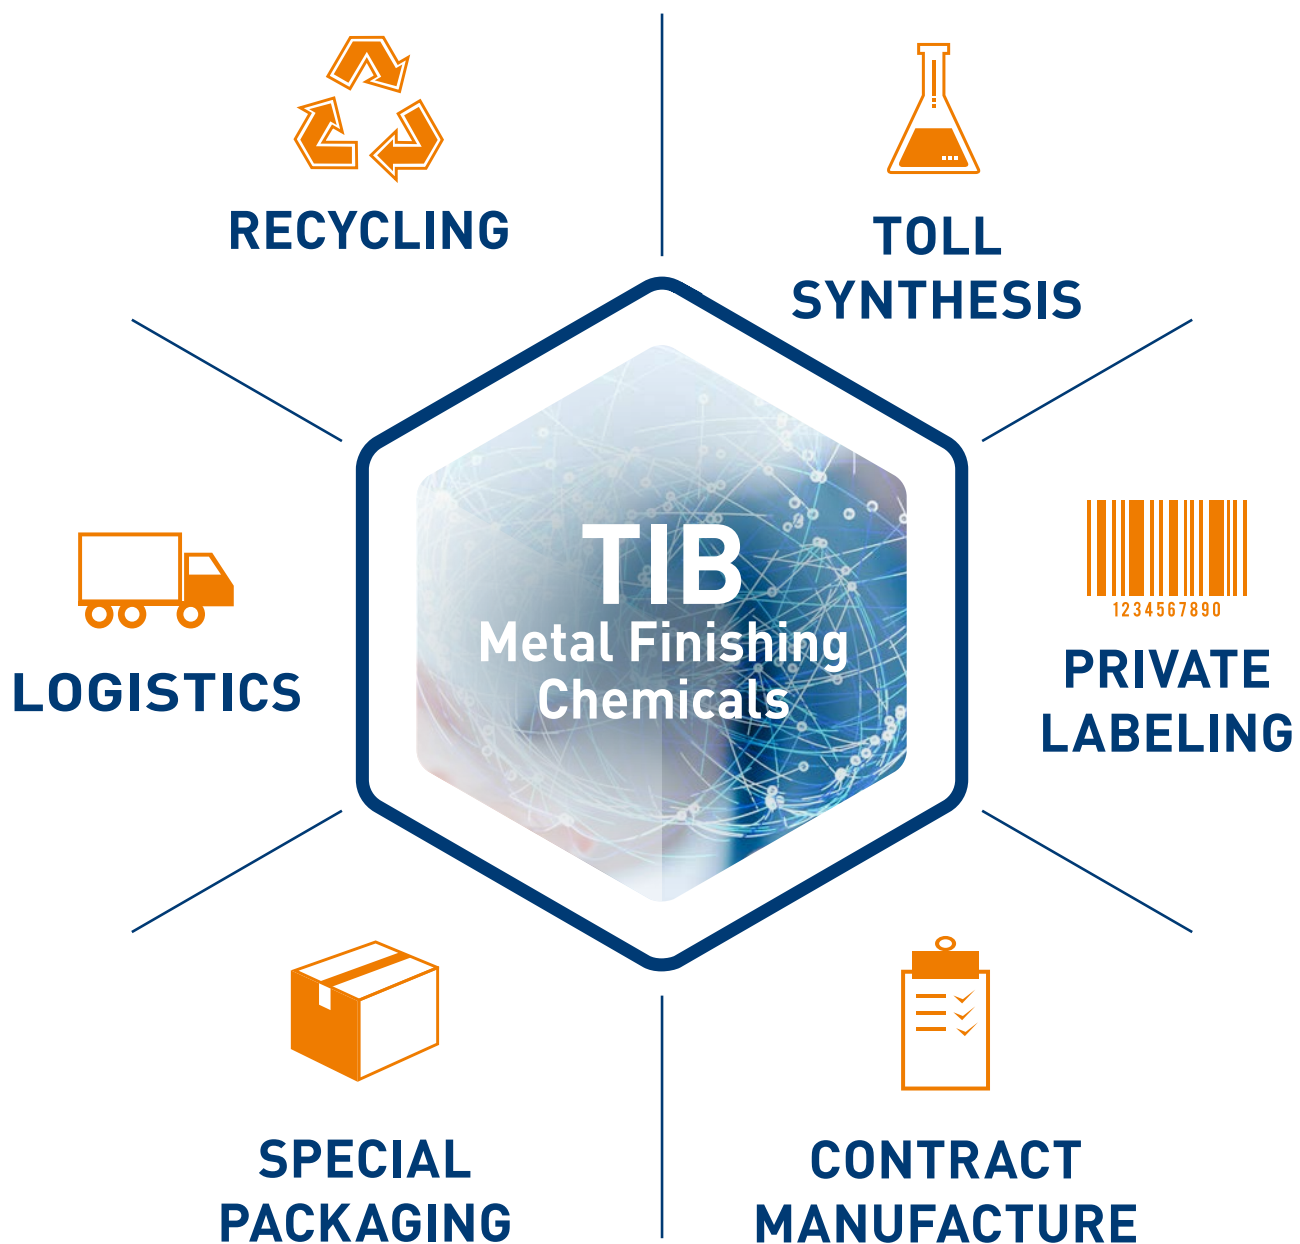 RECYCLING
TOLL
SYNTHESIS
TIB
Metal Finishing
Chemicals
1234567890
PRIVATE
LABELING
LOGISTICS
SPECIAL
PACKAGING
CONTRACT
MANUFACTURE